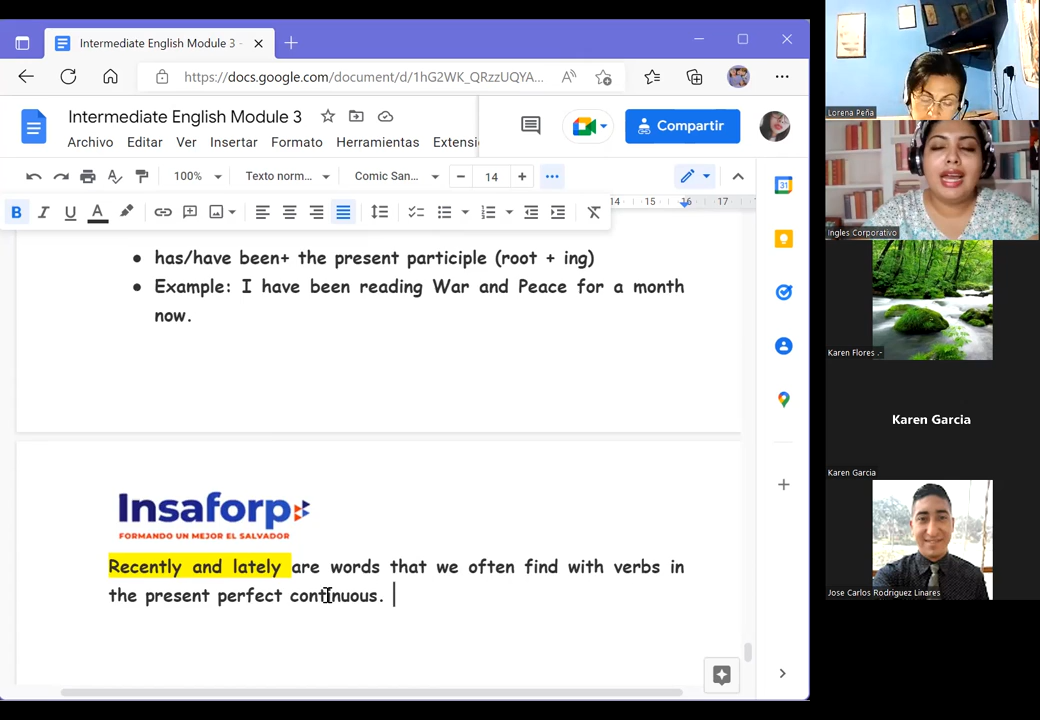 Intermediate English Module 3 -
https://docs.google.com/document/d/1hG2WK_QRzzUQYA...
Intermediate English Module 3
Compartir
Archivo Editar Ver Insertar Formato Herramientas Extensi
100% Texto norm... Comic San... 14
14 15 16 17
has/have been+ the present participle (root + ing)
Example: I have been reading War and Peace for a month
now.
Insaforp
FORMANDO UN MEJOR EL SALVADOR
Recently and lately are words that we often find with verbs in
the present perfect continuous.
Lorena Peña
Ingles Corporativo
Karen Flores .-
Karen Garcia
Karen Garcia
Jose Carlos Rodriguez Linares